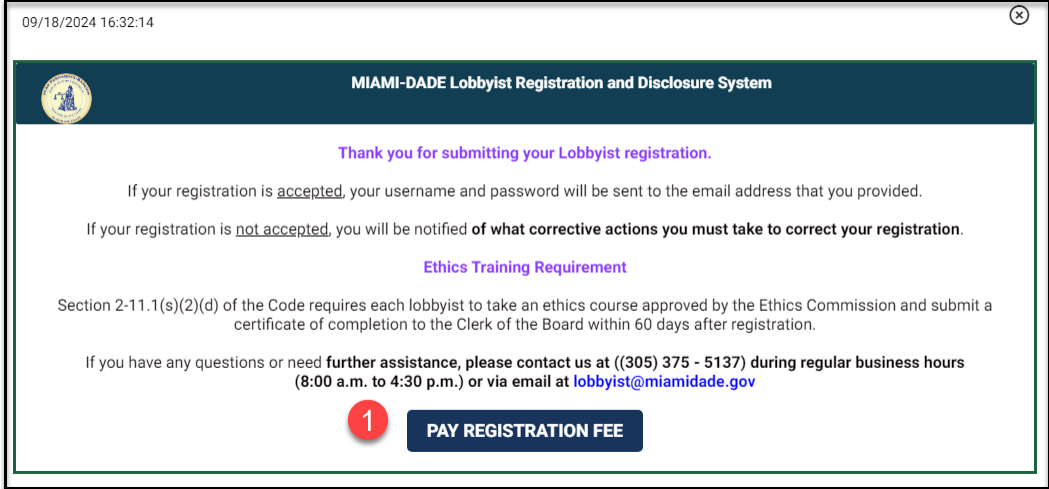 09/18/2024 16:32:14
MIAMI-DADE Lobbyist Registration and Disclosure System
Thank you for submitting your Lobbyist registration.
If your registration is accepted, your username and password will be sent to the email address that you provided.
If your registration is not accepted, you will be notified of what corrective actions you must take to correct your registration.
Ethics Training Requirement
Section 2-11.1(s)(2)(d) of the Code requires each lobbyist to take an ethics course approved by the Ethics Commission and submit a
certificate of completion to the Clerk of the Board within 60 days after registration.
If you have any questions or need further assistance, please contact us at ((305) 375 - 5137) during regular business hours
(8:00 a.m. to 4:30 p.m.) or via email at lobbyist@miamidade.gov
1
PAY REGISTRATION FEE